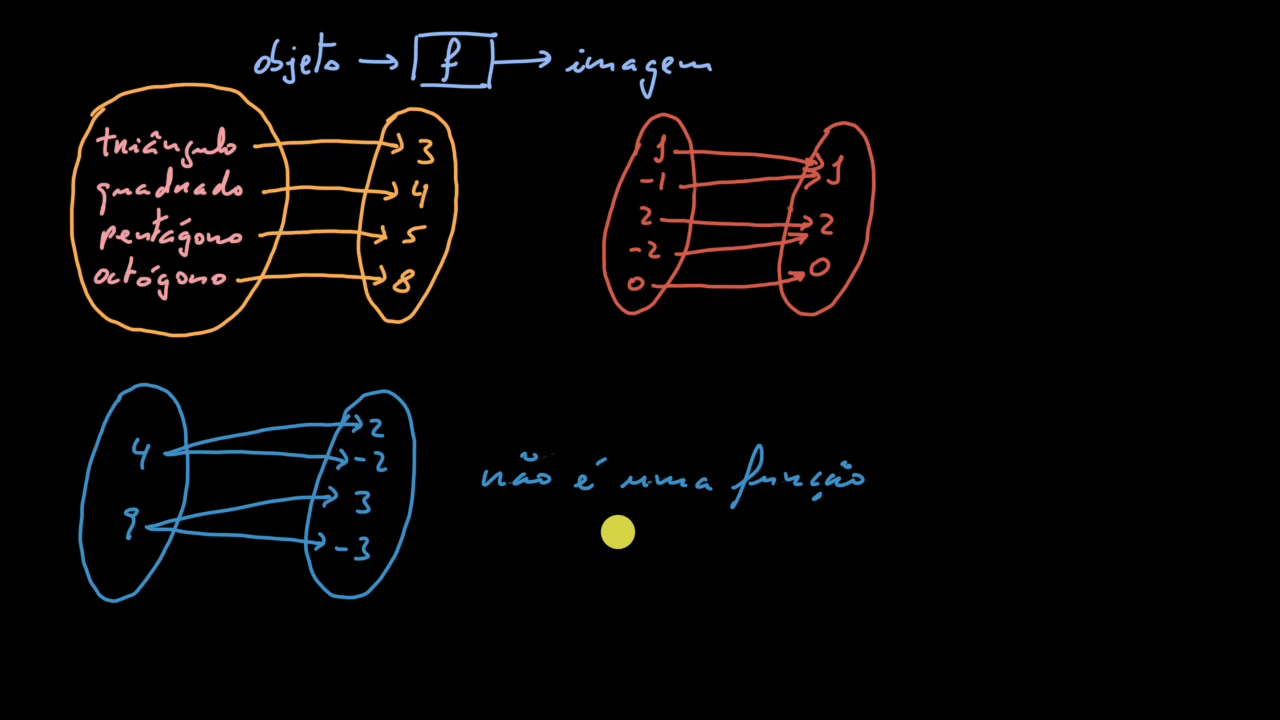 objeto → f → imagem
triângulo → 3
quadrado → 4
pentágono → 5
octógono → 8
1 → 1
-1
2 → 2
-2
0 → 0
4 → 2
-2
9 → 3
-3
não é uma função